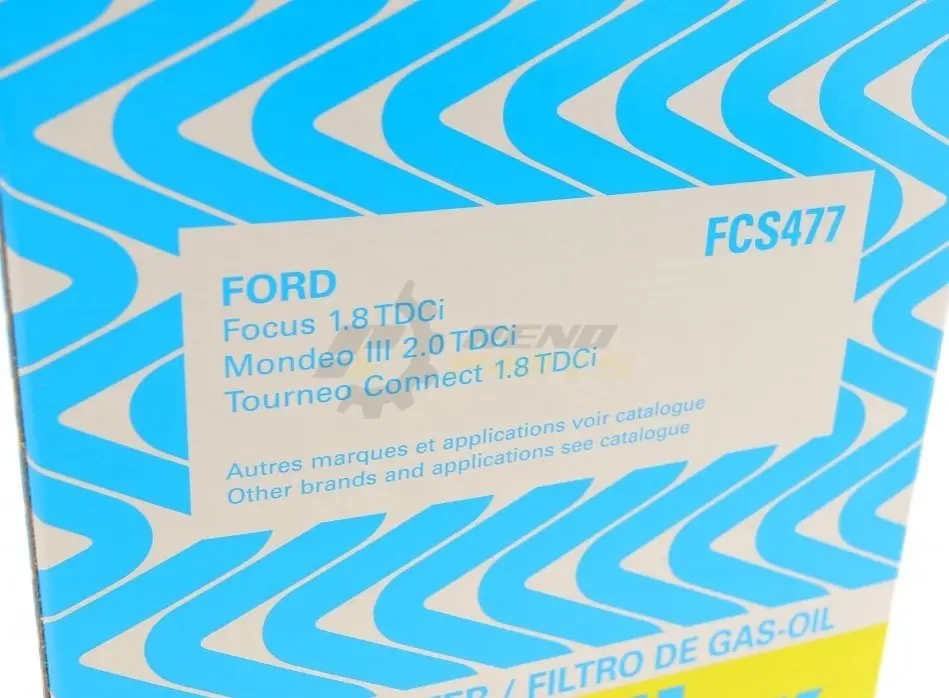 FCS477
FORD
Focus 1.8 TDCi
Mondeo III 2.0 TDCi
Tourneo Connect 1.8 TDCi
Autres marques et applications voir catalogue
Other brands and applications see catalogue
/ FILTRO DE GAS-OIL